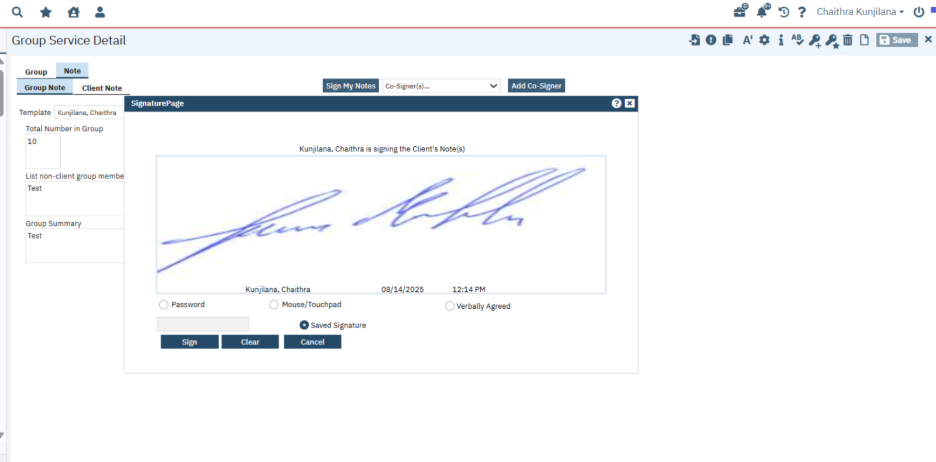 0
9+
Chaithra Kunjilana
Group Service Detail
Save
Group
Note
Group Note
Client Note
Sign My Notes
Co-Signer(s)...
Add Co-Signer
SignaturePage
Template
Kunjilana, Chaithra
Total Number in Group
10
List non-client group membe
Test
Group Summary
Test
Kunjilana, Chaithra is signing the Client's Note(s)
Kunjilana, Chaithra 08/14/2025 12:14 PM
Password
Mouse/Touchpad
Verbally Agreed
Saved Signature
Sign
Clear
Cancel